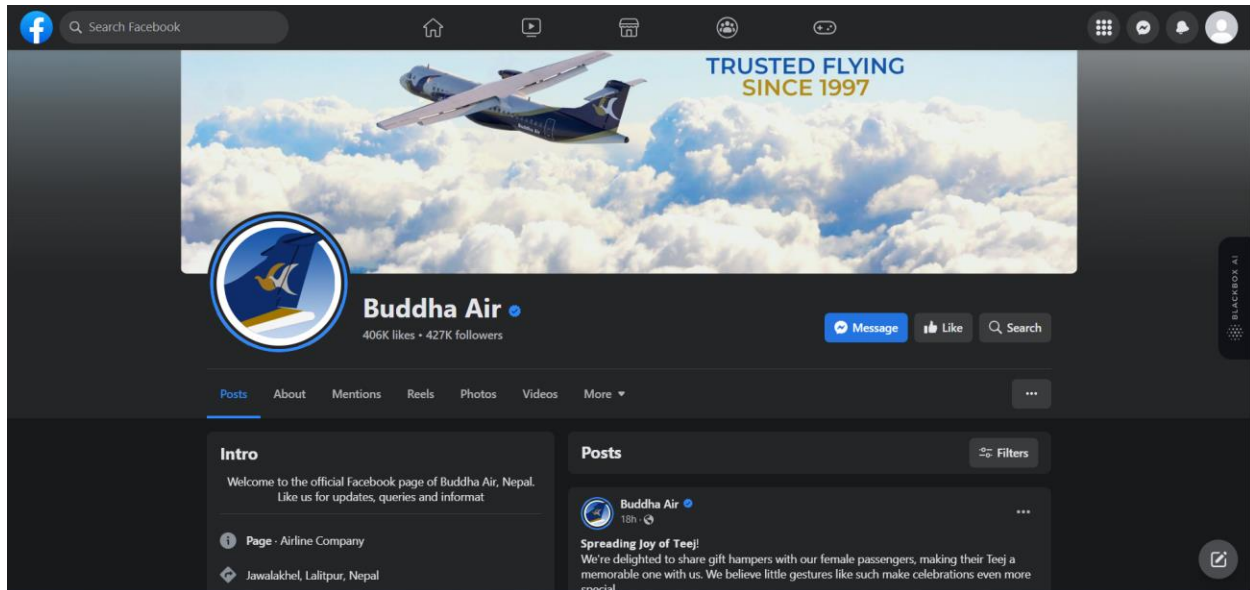 Search Facebook
TRUSTED FLYING
SINCE 1997
Buddha Air
Buddha Air
406K likes • 427K followers
Message
Like
Search
BLACKBOX AI
Posts
About
Mentions
Reels
Photos
Videos
More
Intro
Welcome to the official Facebook page of Buddha Air, Nepal.
Like us for updates, queries and informat
Page · Airline Company
Jawalakhel, Lalitpur, Nepal
Posts
Filters
Buddha Air
18h
Spreading Joy of Teej!
We're delighted to share gift hampers with our female passengers, making their Teej a
memorable one with us. We believe little gestures like such make celebrations even more
special